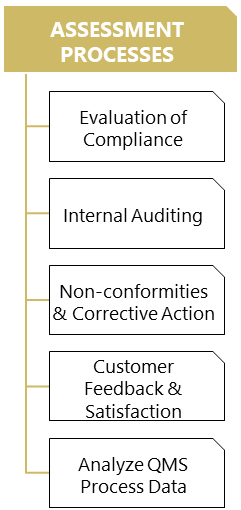 ASSESSMENT
PROCESSES
Evaluation of
Compliance
Internal Auditing
Non-conformities
& Corrective Action
Customer
Feedback &
Satisfaction
Analyze QMS
Process Data